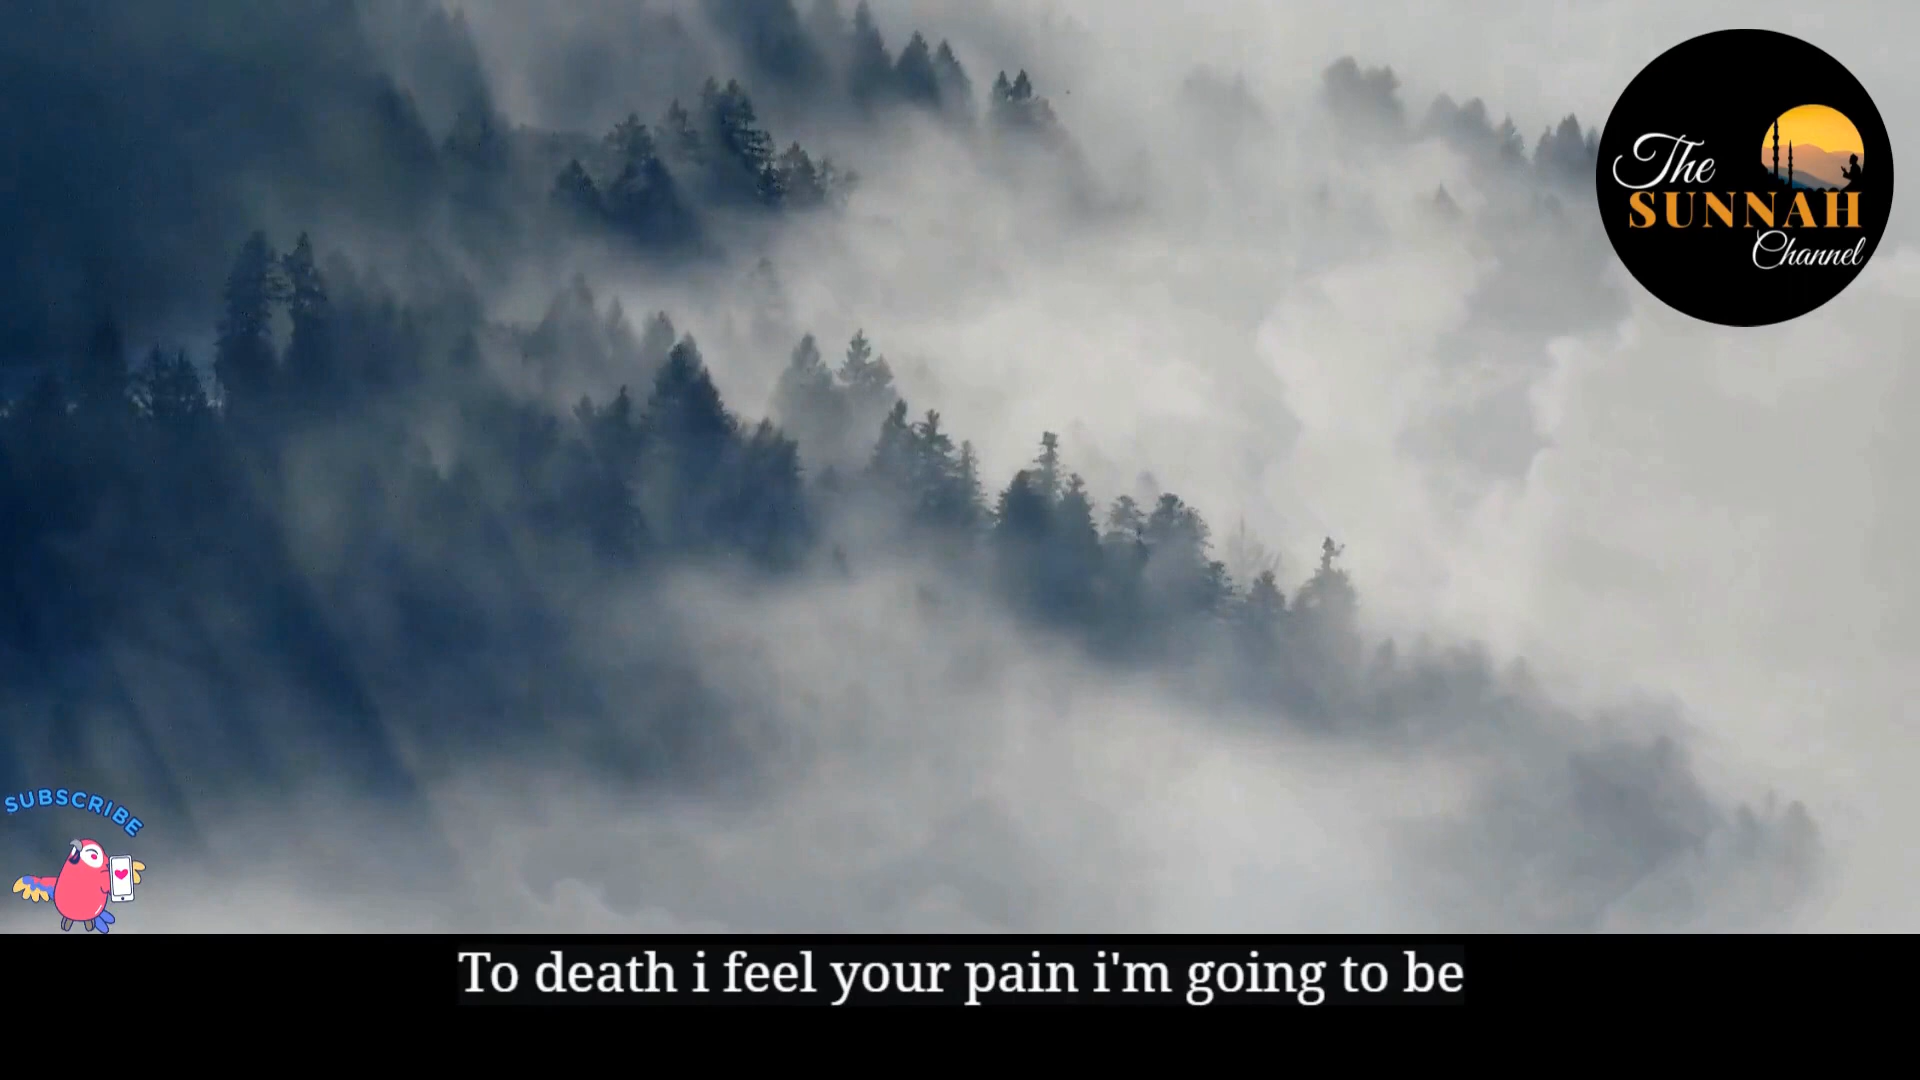 The
SUNNAH
Channel
SUBSCRIBE
To death i feel your pain i'm going to be